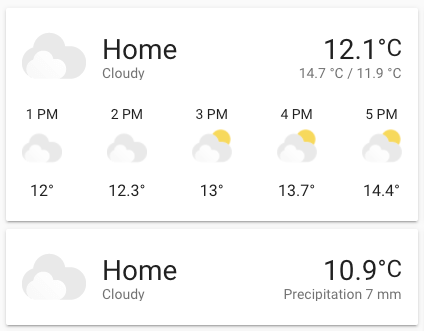 Home 12.1°C
Cloudy 14.7 °C / 11.9 °C
1 PM 2 PM 3 PM 4 PM 5 PM
12° 12.3° 13° 13.7° 14.4°
Home 10.9°C
Cloudy Precipitation 7 mm